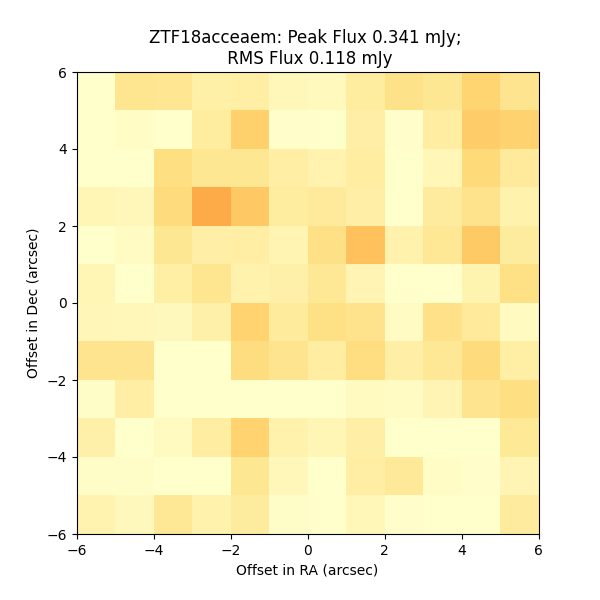 ZTF18acceaem: Peak Flux 0.341 mJy;
RMS Flux 0.118 mJy
6
4
2
0
−2
−4
−6
Offset in Dec (arcsec)
−6 −4 −2 0 2 4 6
Offset in RA (arcsec)